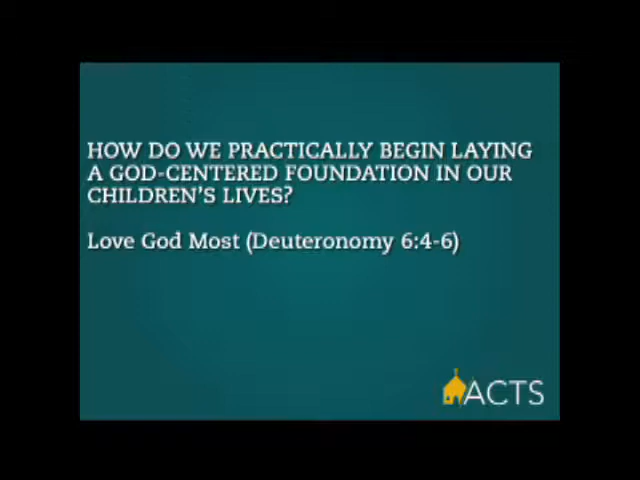 HOW DO WE PRACTICALLY BEGIN LAYING
A GOD-CENTERED FOUNDATION IN OUR
CHILDREN'S LIVES?
Love God Most (Deuteronomy 6:4-6)
ACTS